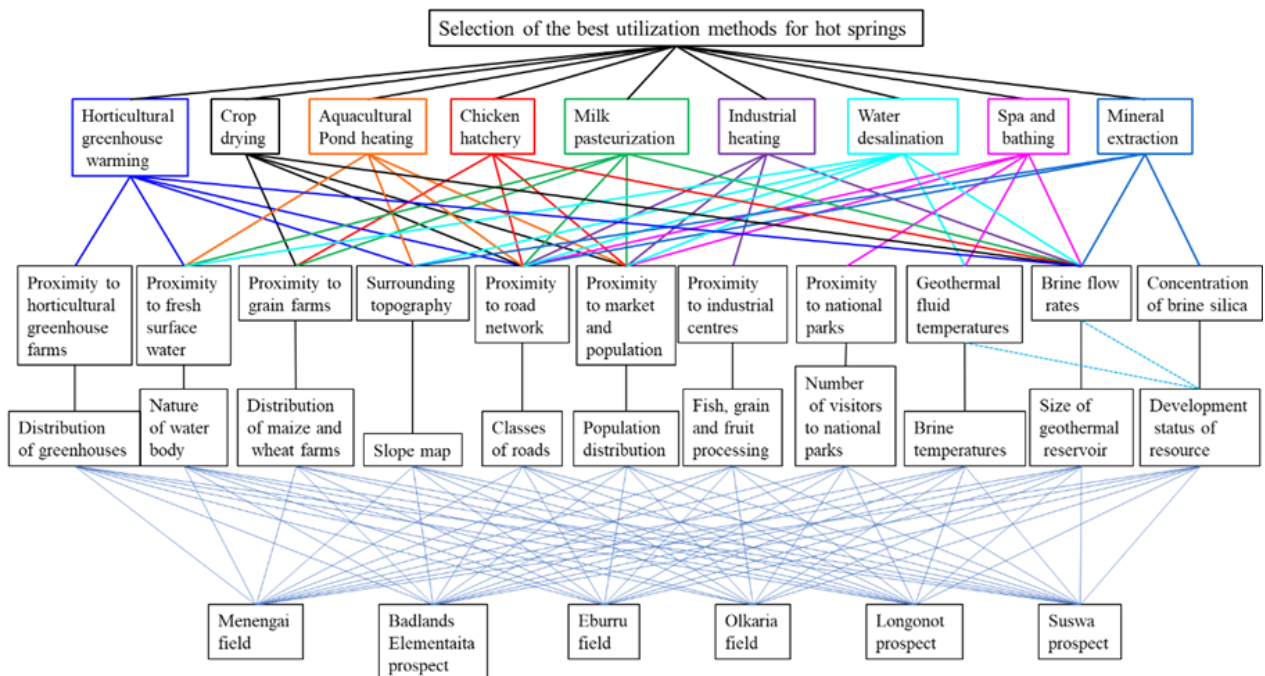 Selection of the best utilization methods for hot springs
Horticultural
greenhouse
warming
Crop
drying
Aquacultural
Pond heating
Chicken
hatchery
Milk
pasteurization
Industrial
heating
Water
desalination
Spa and
bathing
Mineral
extraction
Proximity to
horticultural
greenhouse
farms
Proximity
to fresh
surface
water
Proximity to
grain farms
Surrounding
topography
Proximity
to road
network
Proximity
to market
and
population
Proximity
to industrial
centres
Proximity
to national
parks
Geothermal
fluid
temperatures
Brine flow
rates
Concentration
of brine silica
Distribution
of greenhouses
Nature
of water
body
Distribution
of maize and
wheat farms
Slope map
Classes
of roads
Population
distribution
Fish, grain
and fruit
processing
Number
of visitors
to national
parks
Brine
temperatures
Size of
geothermal
reservoir
Development
status of
resource
Menengai
field
Badlands
Elementaita
prospect
Eburru
field
Olkaria
field
Longonot
prospect
Suswa
prospect